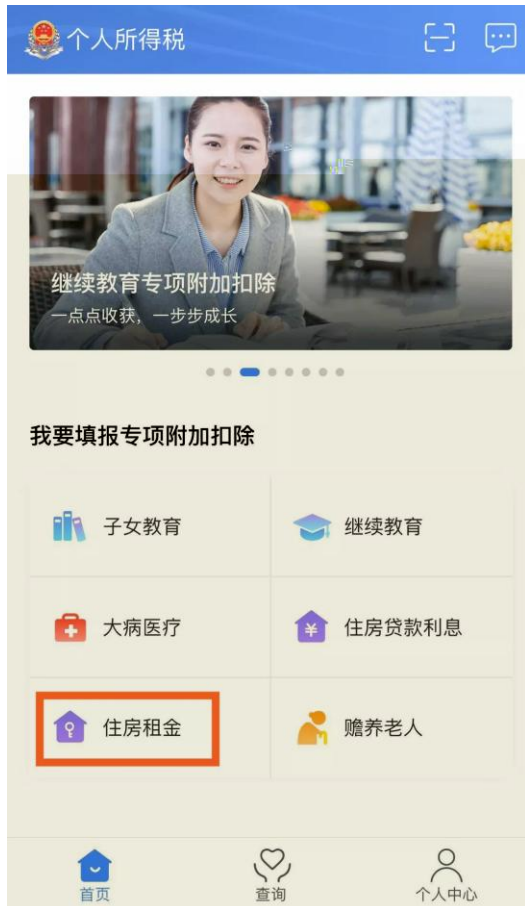 个人所得税
继续教育专项附加扣除
一点点收获，一步步成长
我要填报专项附加扣除
子女教育
继续教育
大病医疗
住房贷款利息
住房租金
赡养老人
首页
查询
个人中心